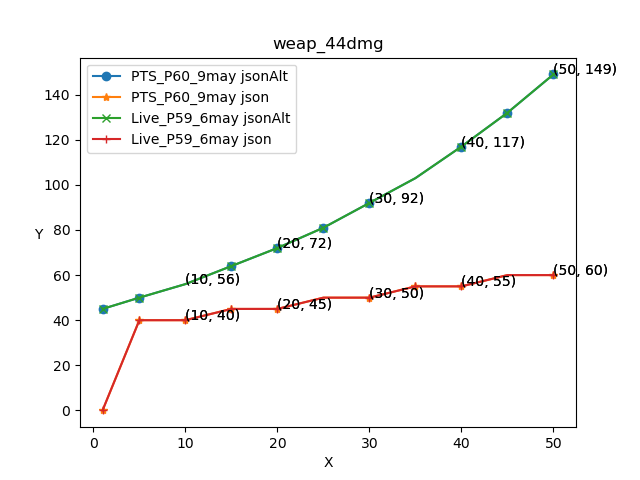 weap_44dmg
PTS_P60_9may jsonAlt
PTS_P60_9may json
Live_P59_6may jsonAlt
Live_P59_6may json
(50, 149)
(40, 117)
(30, 92)
(20, 72)
(10, 56)
(50, 60)
(40, 55)
(30, 50)
(20, 45)
(10, 40)
Y
140
120
100
80
60
40
20
0
0 10 20 30 40 50
X